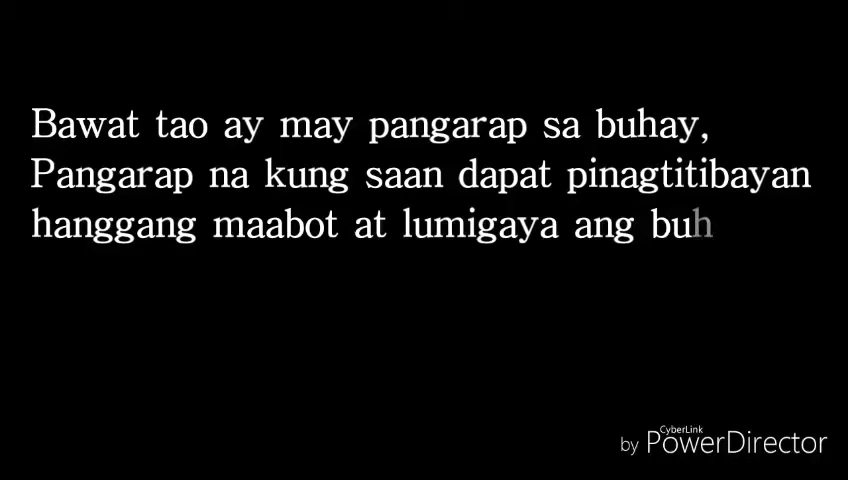 Bawat tao ay may pangarap sa buhay,
Pangarap na kung saan dapat pinagtitibayan
hanggang maabot at lumigaya ang buh
CyberLink
by PowerDirector